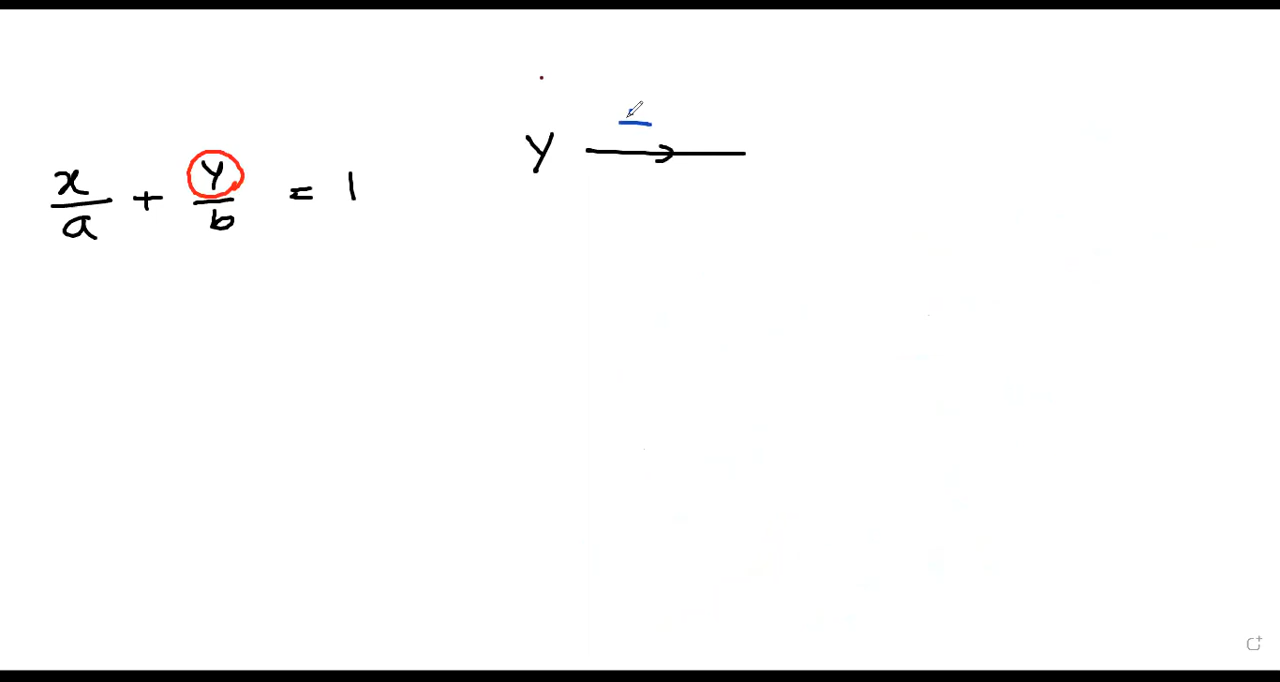 x/a + y/b = 1
y →